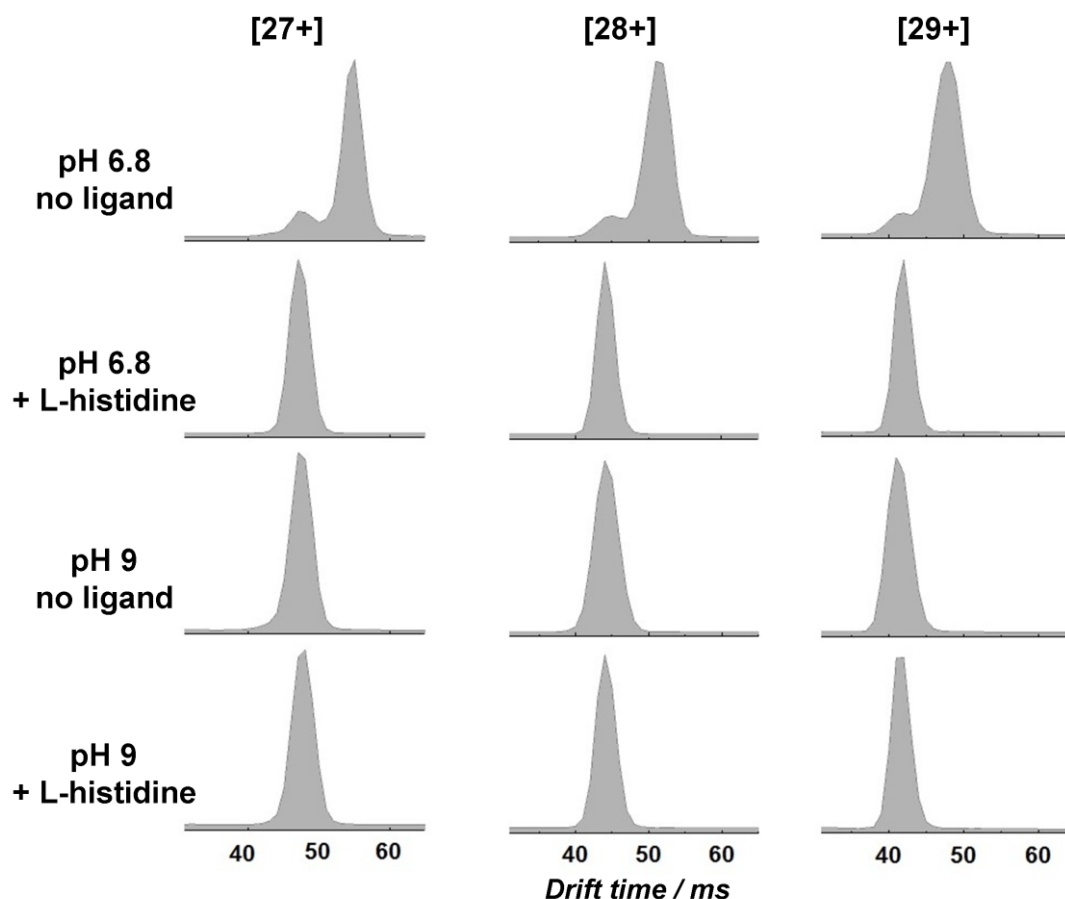 [27+] [28+] [29+]
pH 6.8
no ligand
pH 6.8
+ L-histidine
pH 9
no ligand
pH 9
+ L-histidine
40 50 60 40 50 60 40 50 60
Drift time / ms